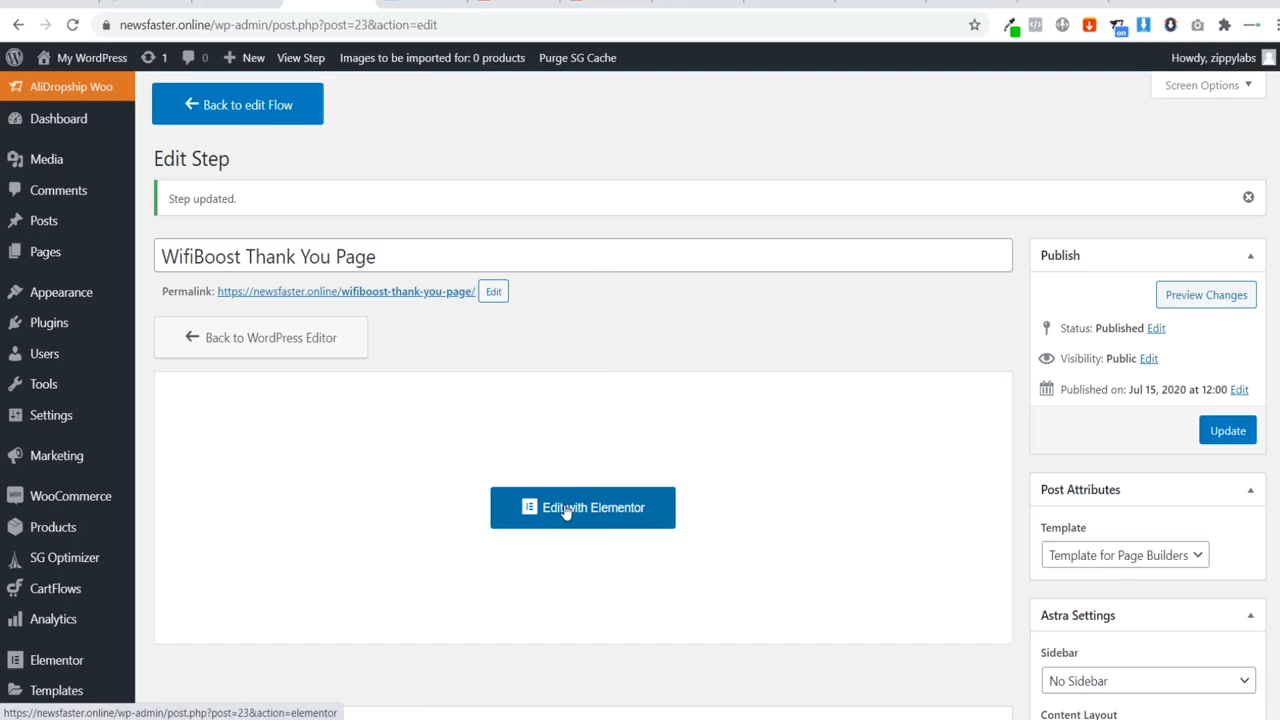 newsfaster.online/wp-admin/post.php?post=23&action=edit
on
My WordPress 1 0 New View Step Images to be imported for: 0 products Purge SG Cache Howdy, zippylabs
AliDropship Woo
Dashboard
Media
Comments
Posts
Pages
Appearance
Plugins
Users
Tools
Settings
Marketing
WooCommerce
Products
SG Optimizer
CartFlows
Analytics
Elementor
Templates
Back to edit Flow
Screen Options
Edit Step
Step updated.
WifiBoost Thank You Page
Permalink: https://newsfaster.online/wifiboost-thank-you-page/ Edit
Back to WordPress Editor
Edit with Elementor
Publish
Preview Changes
Status: Published Edit
Visibility: Public Edit
Published on: Jul 15, 2020 at 12:00 Edit
Update
Post Attributes
Template
Template for Page Builders
Astra Settings
Sidebar
No Sidebar
Content Layout
https://newsfaster.online/wp-admin/post.php?post=23&action=elementor